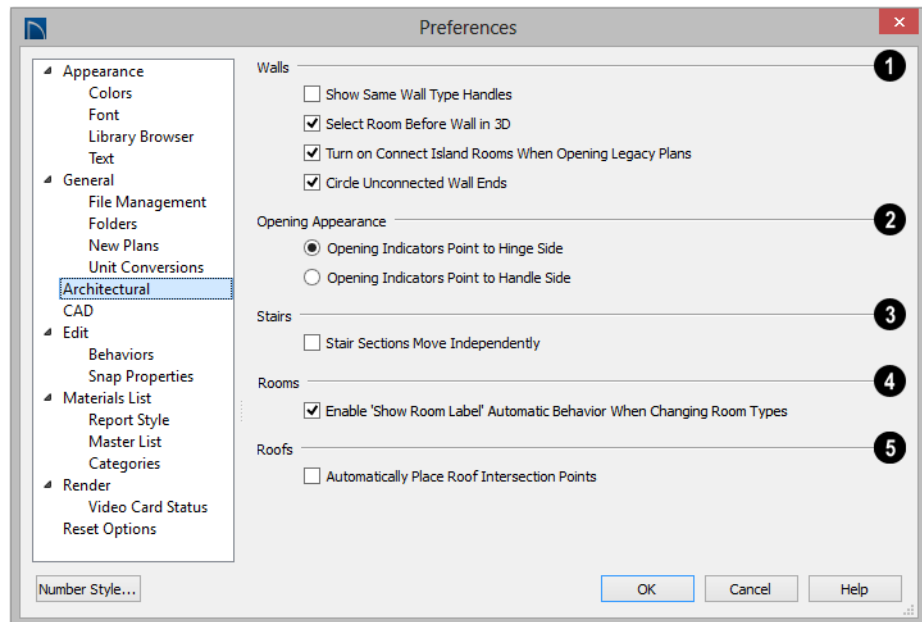 Preferences
Appearance
Colors
Font
Library Browser
Text
General
File Management
Folders
New Plans
Unit Conversions
Architectural
CAD
Edit
Behaviors
Snap Properties
Materials List
Report Style
Master List
Categories
Render
Video Card Status
Reset Options
Walls 1
Show Same Wall Type Handles
Select Room Before Wall in 3D
Turn on Connect Island Rooms When Opening Legacy Plans
Circle Unconnected Wall Ends
Opening Appearance 2
Opening Indicators Point to Hinge Side
Opening Indicators Point to Handle Side
Stairs 3
Stair Sections Move Independently
Rooms 4
Enable 'Show Room Label' Automatic Behavior When Changing Room Types
Roofs 5
Automatically Place Roof Intersection Points
Number Style... OK Cancel Help